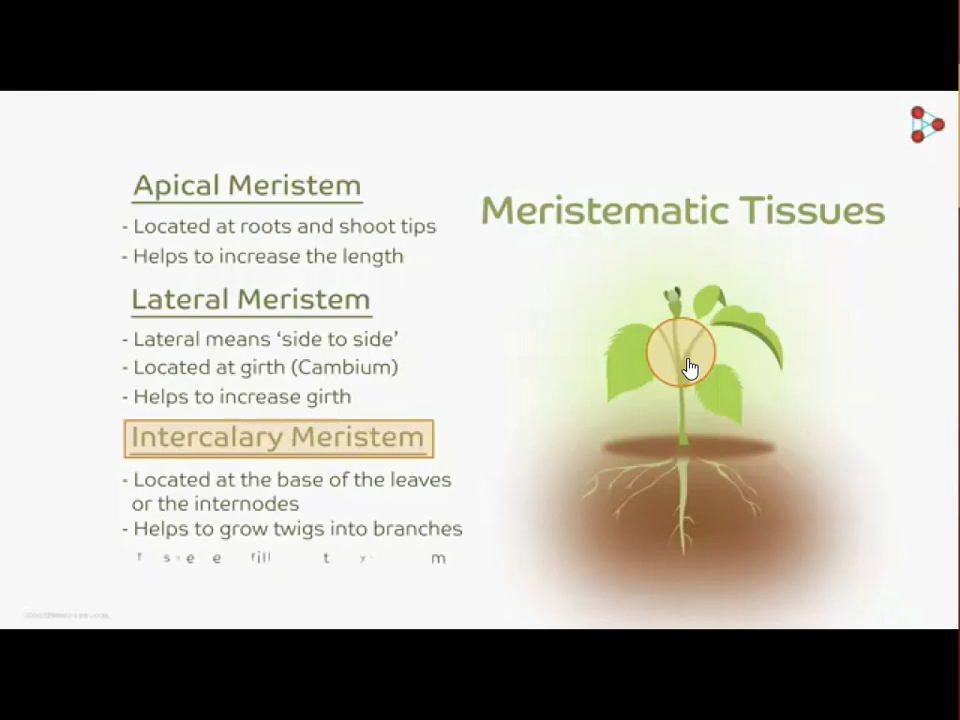 Apical Meristem
- Located at roots and shoot tips
- Helps to increase the length
Meristematic Tissues
Lateral Meristem
- Lateral means ‘side to side’
- Located at girth (Cambium)
- Helps to increase girth
Intercalary Meristem
- Located at the base of the leaves
or the internodes
- Helps to grow twigs into branches